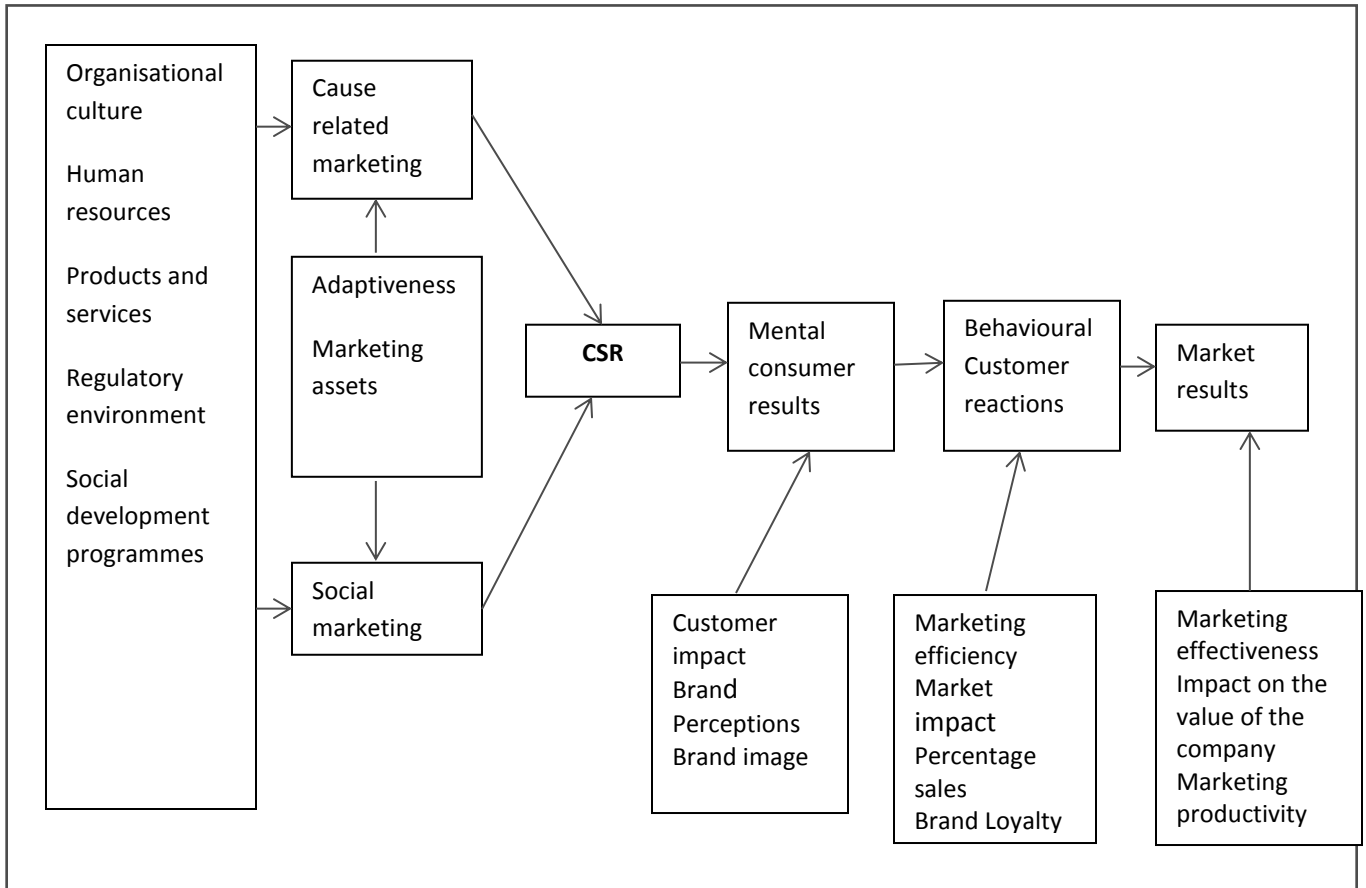 Organisational
culture
Human
resources
Products and
services
Regulatory
environment
Social
development
programmes
Cause
related
marketing
Adaptiveness
Marketing
assets
Social
marketing
CSR
Mental
consumer
results
Behavioural
Customer
reactions
Market
results
Customer
impact
Brand
Perceptions
Brand image
Marketing
efficiency
Market
impact
Percentage
sales
Brand Loyalty
Marketing
effectiveness
Impact on the
value of the
company
Marketing
productivity